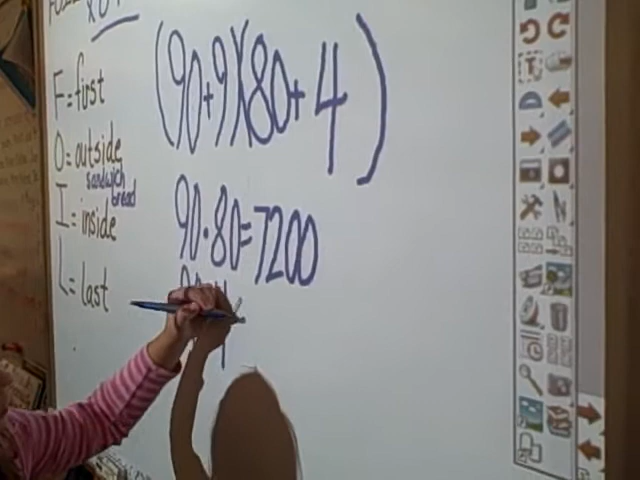 (90+9)(80+4)
F=first
O=outside
sandwich
bread
I=inside
L=last
90·80=7200